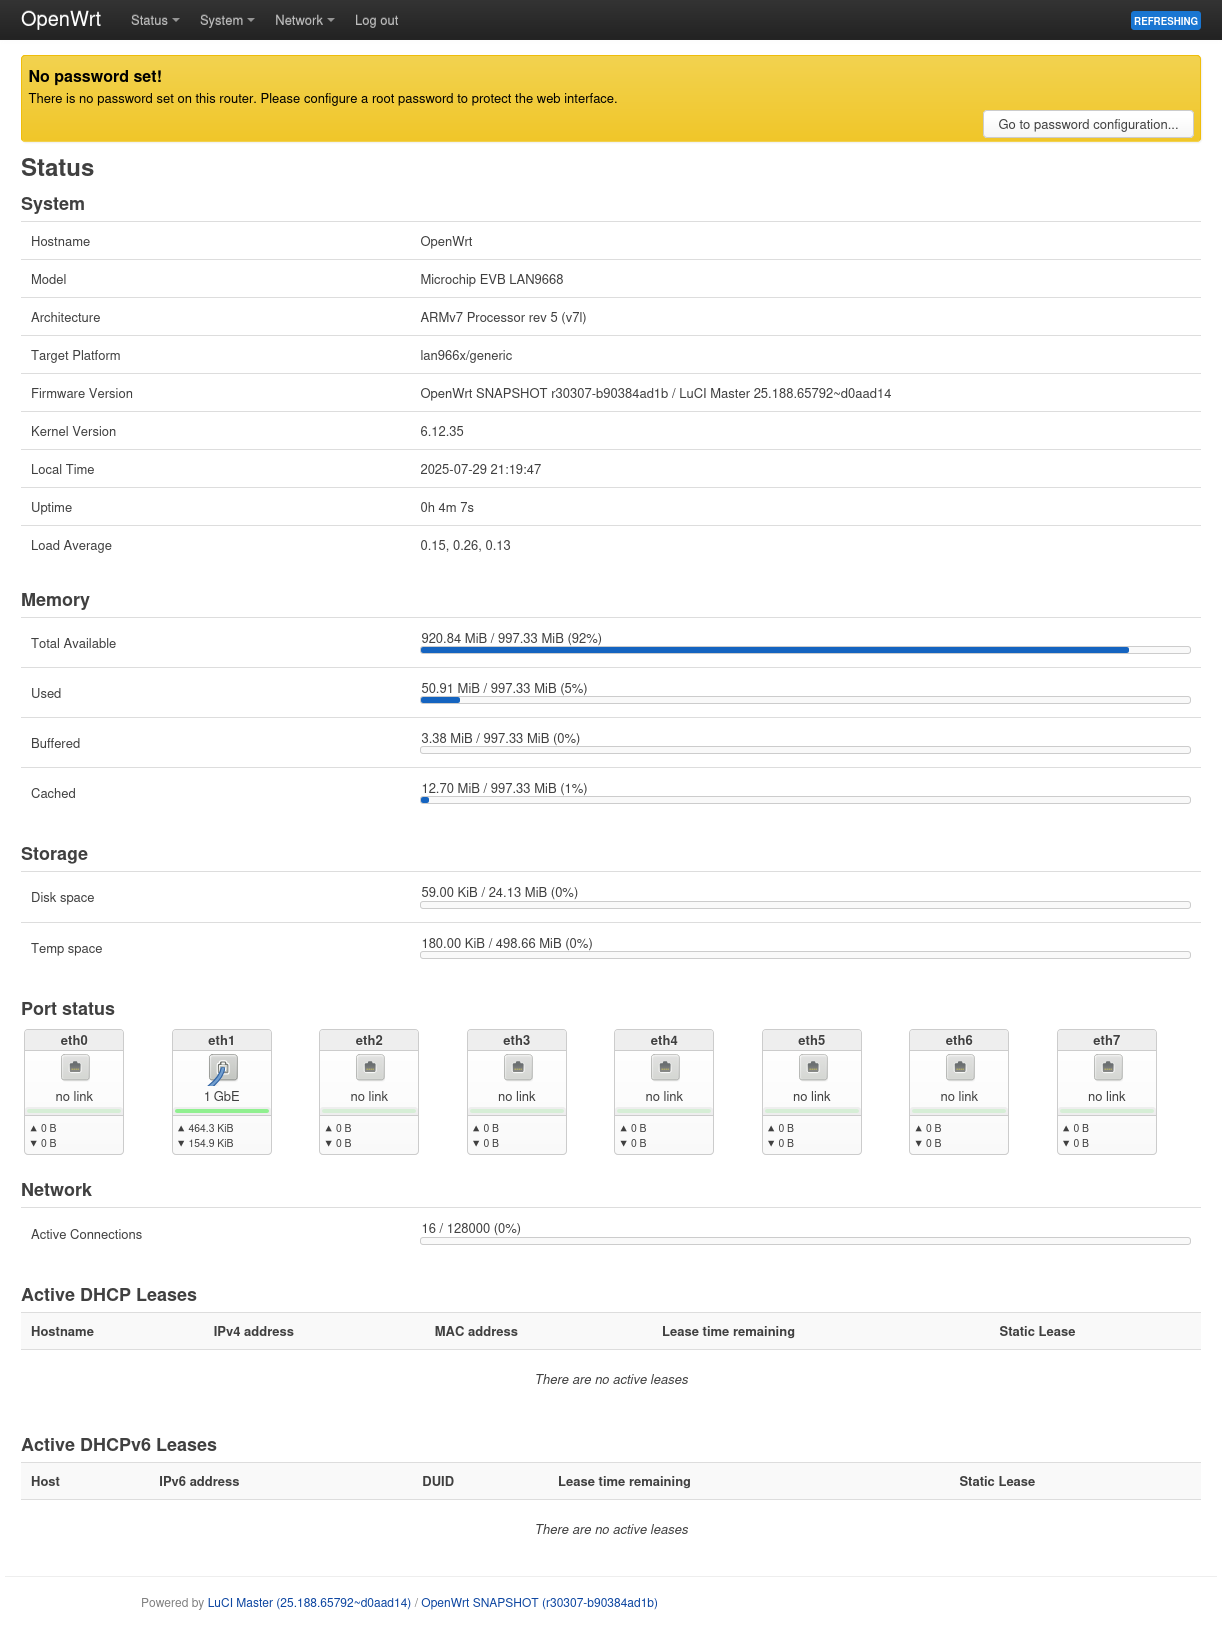 OpenWrt Status System Network Log out REFRESHING
No password set!
There is no password set on this router. Please configure a root password to protect the web interface.
Go to password configuration...
Status
System
Hostname OpenWrt
Model Microchip EVB LAN9668
Architecture ARMv7 Processor rev 5 (v7l)
Target Platform lan966x/generic
Firmware Version OpenWrt SNAPSHOT r30307-b90384ad1b / LuCI Master 25.188.65792~d0aad14
Kernel Version 6.12.35
Local Time 2025-07-29 21:19:47
Uptime 0h 4m 7s
Load Average 0.15, 0.26, 0.13
Memory
Total Available 920.84 MiB / 997.33 MiB (92%)
Used 50.91 MiB / 997.33 MiB (5%)
Buffered 3.38 MiB / 997.33 MiB (0%)
Cached 12.70 MiB / 997.33 MiB (1%)
Storage
Disk space 59.00 KiB / 24.13 MiB (0%)
Temp space 180.00 KiB / 498.66 MiB (0%)
Port status
eth0 eth1 eth2 eth3 eth4 eth5 eth6 eth7
no link 1 GbE no link no link no link no link no link no link
▲ 0 B ▲ 464.3 KiB ▲ 0 B ▲ 0 B ▲ 0 B ▲ 0 B ▲ 0 B ▲ 0 B
▼ 0 B ▼ 154.9 KiB ▼ 0 B ▼ 0 B ▼ 0 B ▼ 0 B ▼ 0 B ▼ 0 B
Network
Active Connections 16 / 128000 (0%)
Active DHCP Leases
Hostname IPv4 address MAC address Lease time remaining Static Lease
There are no active leases
Active DHCPv6 Leases
Host IPv6 address DUID Lease time remaining Static Lease
There are no active leases
Powered by LuCI Master (25.188.65792~d0aad14) / OpenWrt SNAPSHOT (r30307-b90384ad1b)